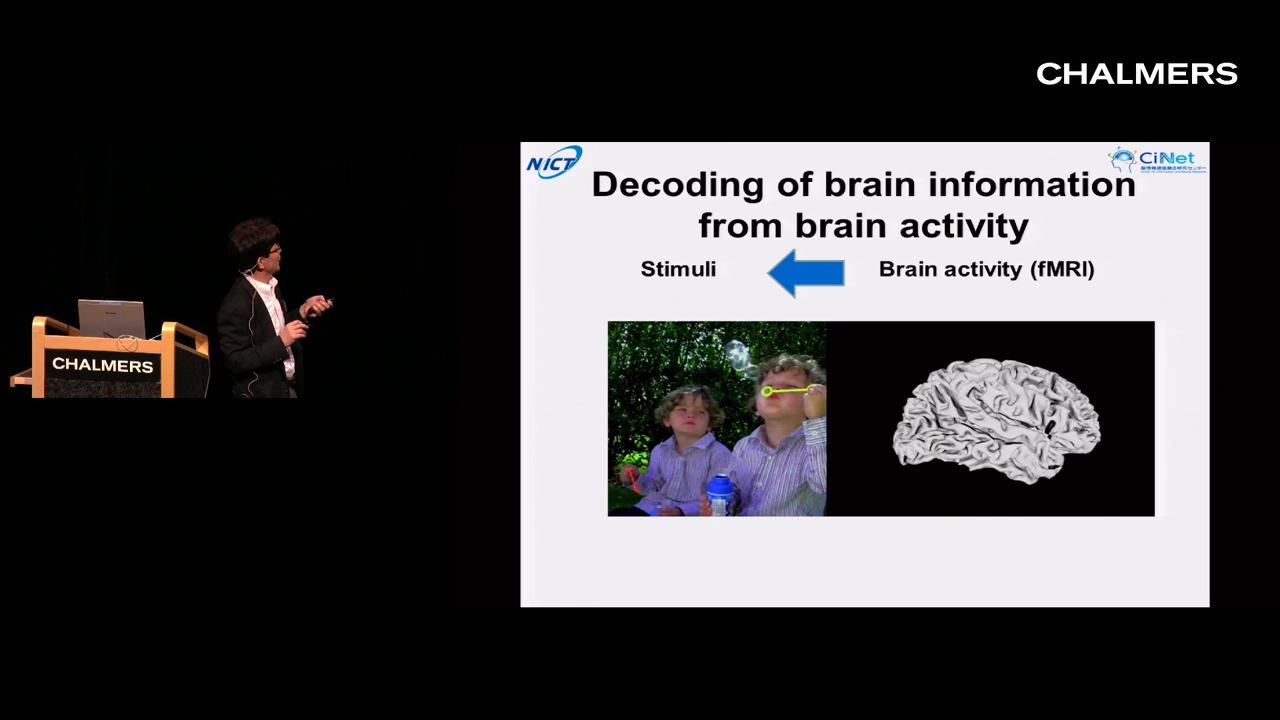 CHALMERS
NICT
CiNet
Decoding of brain information
from brain activity
Stimuli
Brain activity (fMRI)
CHALMERS